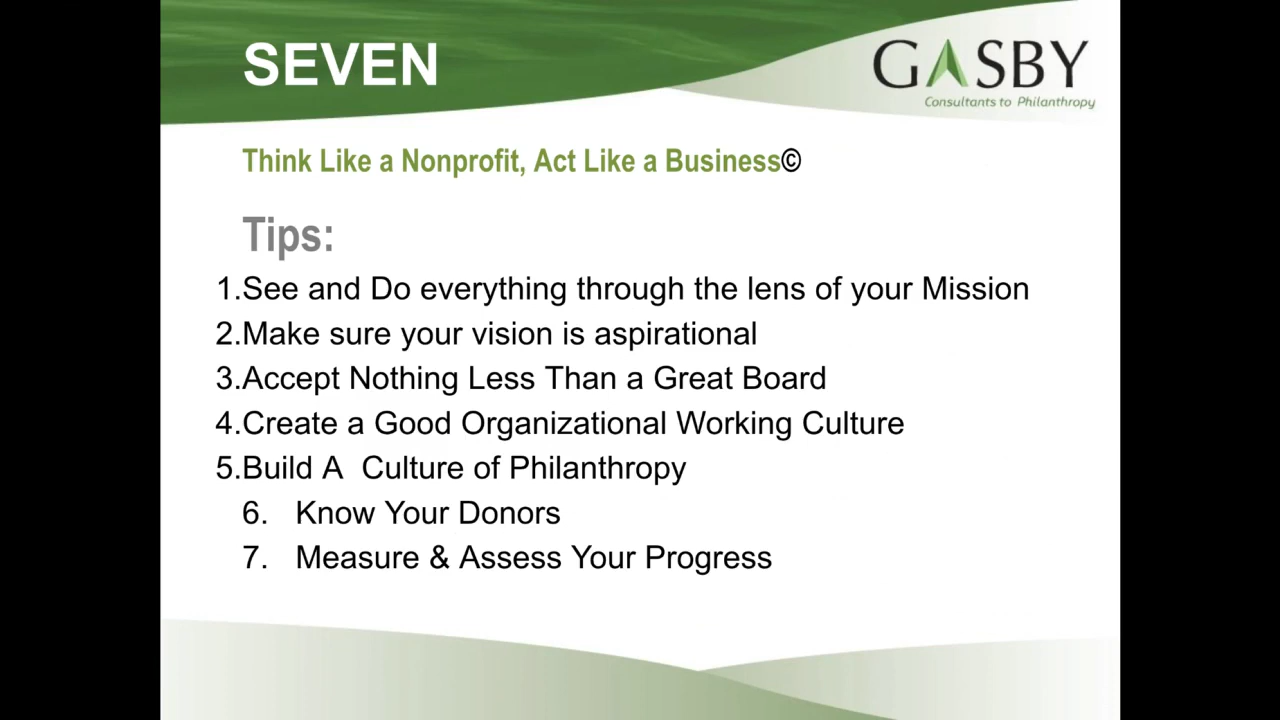 SEVEN
GASBY
Consultants to Philanthropy
Think Like a Nonprofit, Act Like a Business©
Tips:
1.See and Do everything through the lens of your Mission
2.Make sure your vision is aspirational
3.Accept Nothing Less Than a Great Board
4.Create a Good Organizational Working Culture
5.Build A  Culture of Philanthropy
6. Know Your Donors
7. Measure & Assess Your Progress